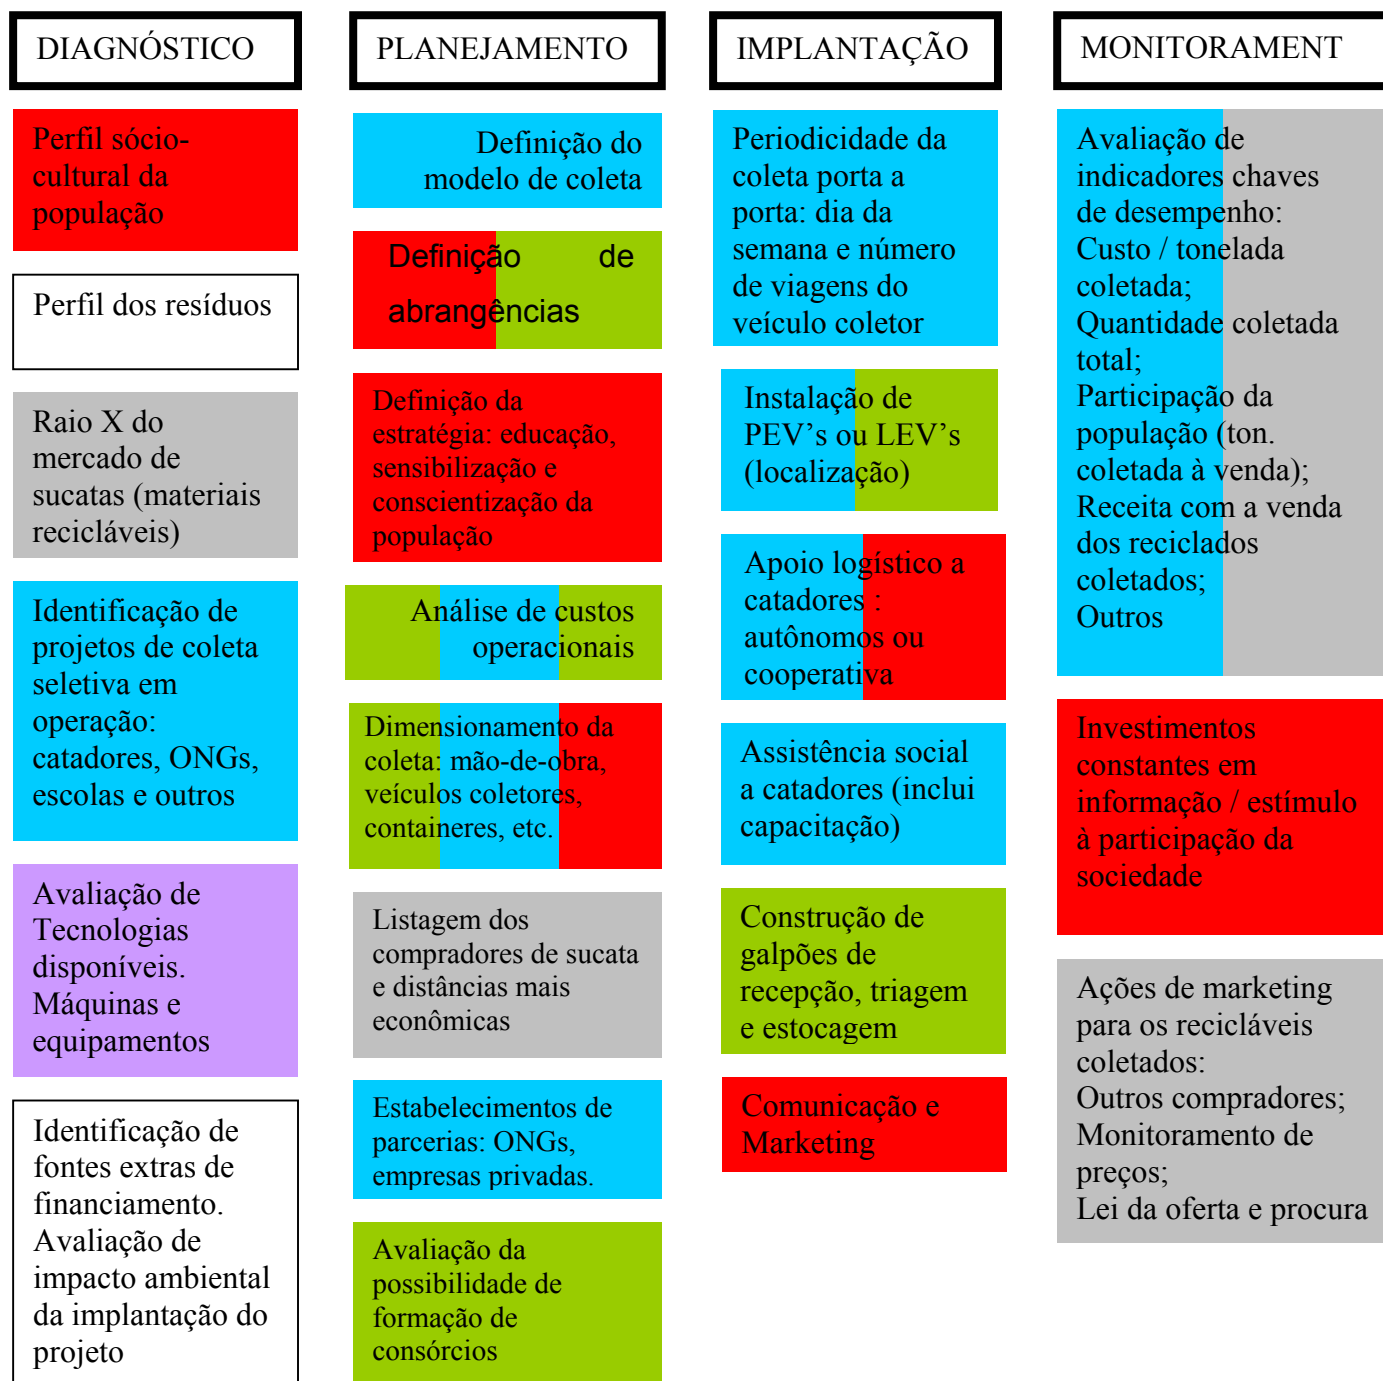 DIAGNÓSTICO
Perfil sócio-
cultural da
população
Perfil dos resíduos
Raio X do
mercado de
sucatas (materiais
recicláveis)
Identificação de
projetos de coleta
seletiva em
operação:
catadores, ONGs,
escolas e outros
Avaliação de
Tecnologias
disponíveis.
Máquinas e
equipamentos
Identificação de
fontes extras de
financiamento.
Avaliação de
impacto ambiental
da implantação do
projeto
PLANEJAMENTO
Definição do
modelo de coleta
Definição de
abrangências
Definição da
estratégia: educação,
sensibilização e
conscientização da
população
Análise de custos
operacionais
Dimensionamento da
coleta: mão-de-obra,
veículos coletores,
containeres, etc.
Listagem dos
compradores de sucata
e distâncias mais
econômicas
Estabelecimentos de
parcerias: ONGs,
empresas privadas.
Avaliação da
possibilidade de
formação de
consórcios
IMPLANTAÇÃO
Periodicidade da
coleta porta a
porta: dia da
semana e número
de viagens do
veículo coletor
Instalação de
PEV’s ou LEV’s
(localização)
Apoio logístico a
catadores :
autônomos ou
cooperativa
Assistência social
a catadores (inclui
capacitação)
Construção de
galpões de
recepção, triagem
e estocagem
Comunicação e
Marketing
MONITORAMENT
Avaliação de
indicadores chaves
de desempenho:
Custo / tonelada
coletada;
Quantidade coletada
total;
Participação da
população (ton.
coletada à venda);
Receita com a venda
dos reciclados
coletados;
Outros
Investimentos
constantes em
informação / estímulo
à participação da
sociedade
Ações de marketing
para os recicláveis
coletados:
Outros compradores;
Monitoramento de
preços;
Lei da oferta e procura